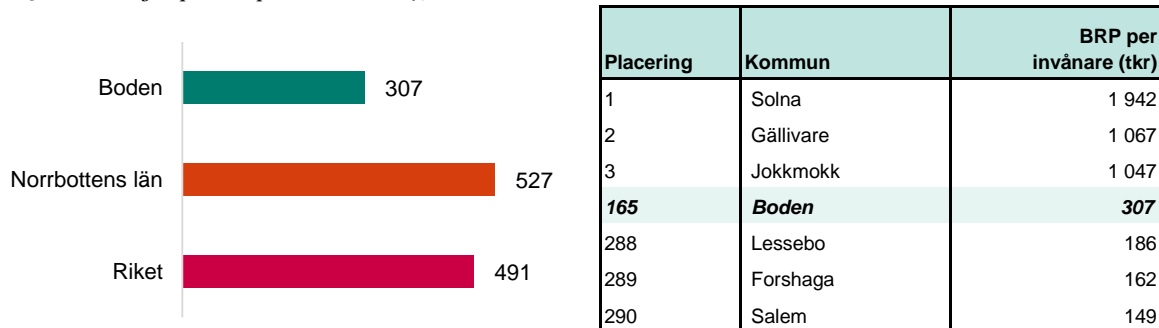 Boden 307
Norrbottens län 527
Riket 491
Placering Kommun BRP per invånare (tkr)
1 Solna 1 942
2 Gällivare 1 067
3 Jokkmokk 1 047
165 Boden 307
288 Lessebo 186
289 Forshaga 162
290 Salem 149